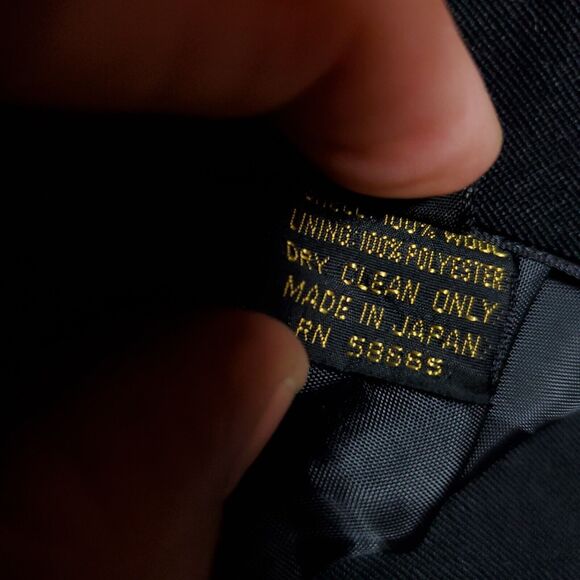 100% WOOL
LINING: 100% POLYESTER
DRY CLEAN ONLY
MADE IN JAPAN
RN